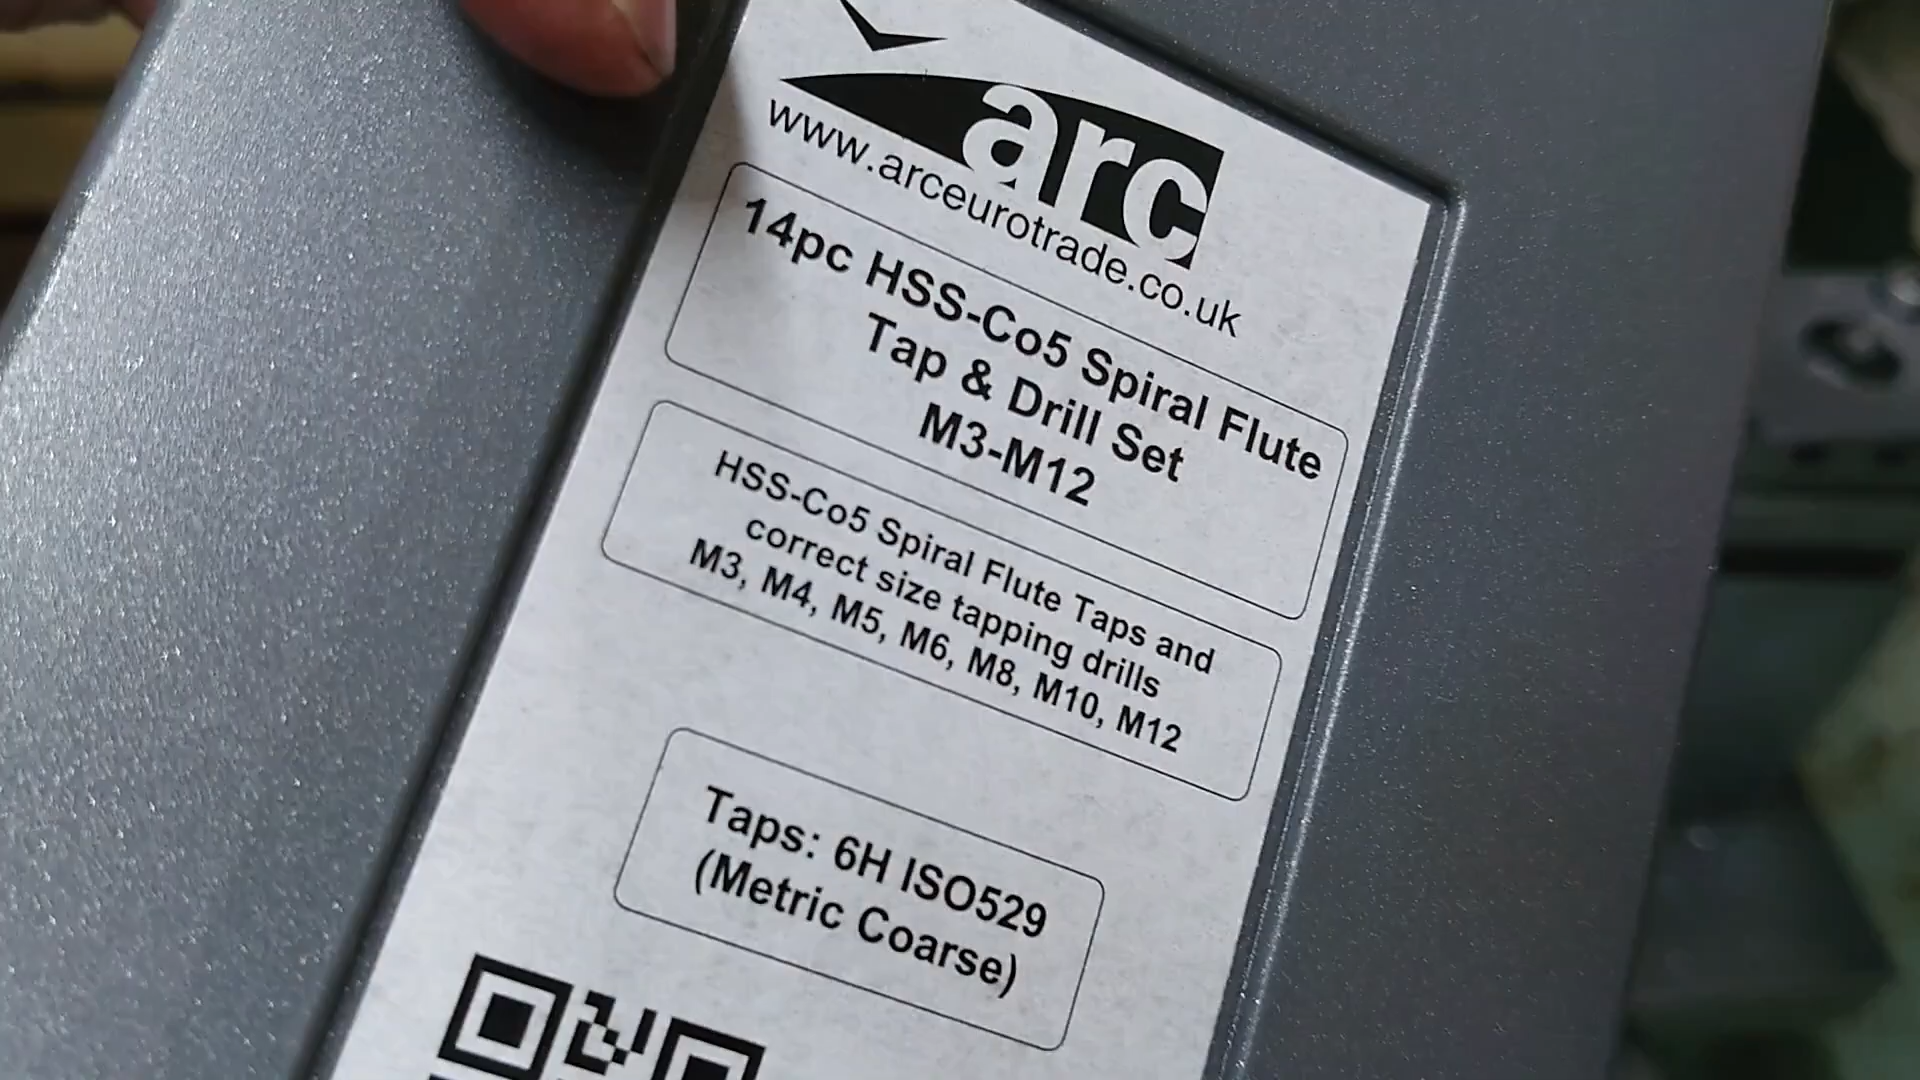 arc
www.arceurotrade.co.uk
14pc HSS-Co5 Spiral Flute
Tap & Drill Set
M3-M12
HSS-Co5 Spiral Flute Taps and
correct size tapping drills
M3, M4, M5, M6, M8, M10, M12
Taps: 6H ISO529
(Metric Coarse)